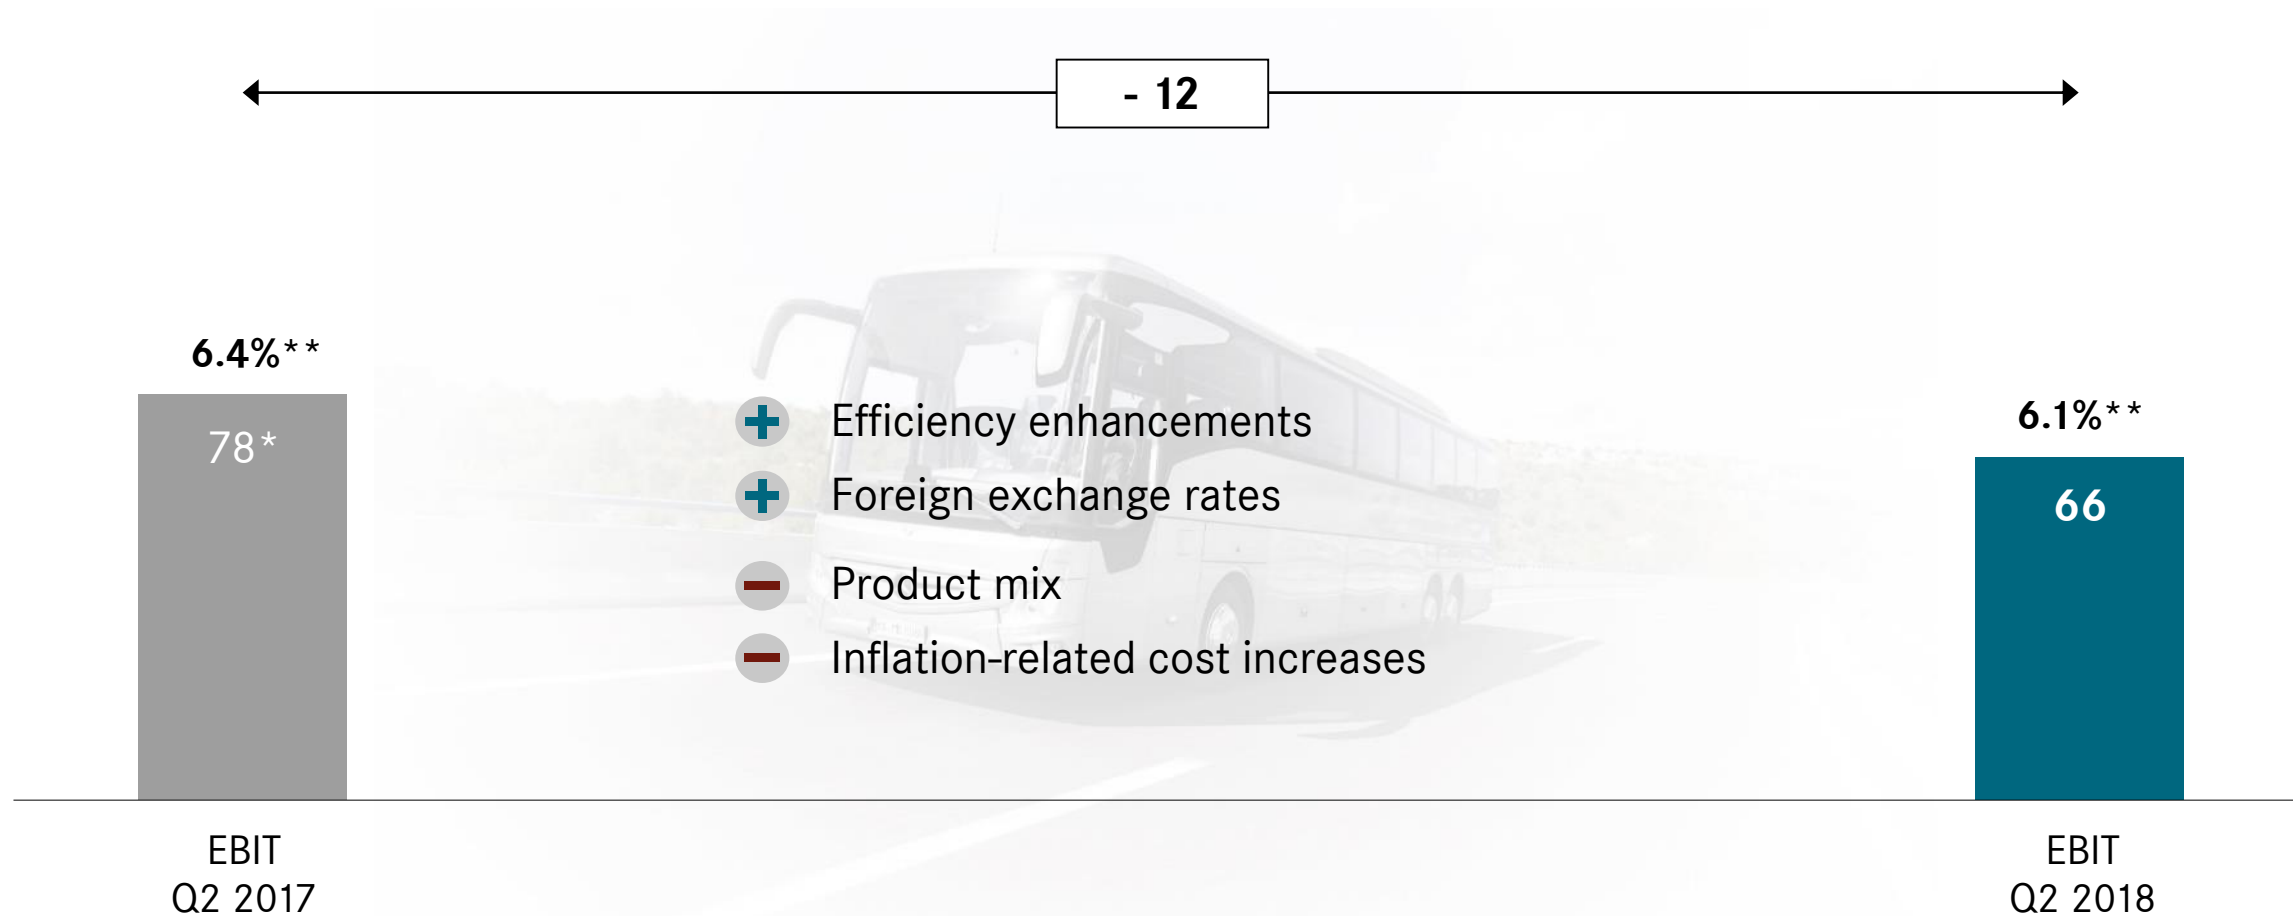 - 12
6.4%**
78*
Efficiency enhancements
Foreign exchange rates
Product mix
Inflation-related cost increases
6.1%**
66
EBIT
Q2 2017
EBIT
Q2 2018